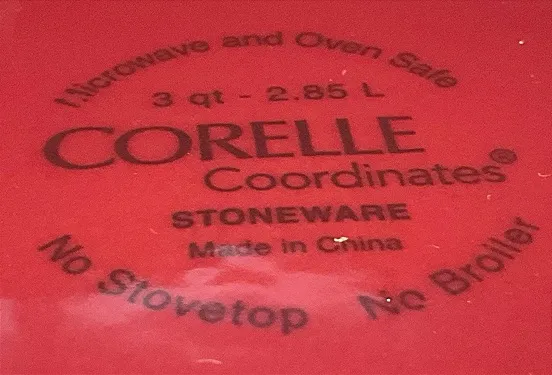 Microwave and Oven Safe
3 qt - 2.85 L
CORELLE
Coordinates®
STONEWARE
Made in China
No Stovetop No Broiler